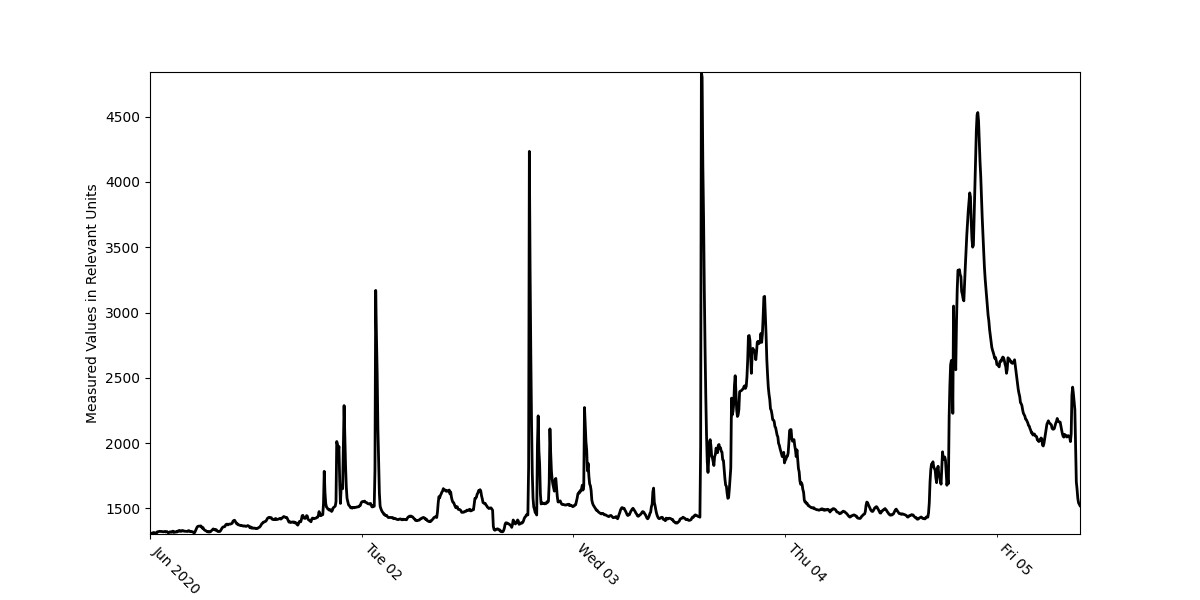 Measured Values in Relevant Units
4500
4000
3500
3000
2500
2000
1500
Jun 2020
Tue 02
Wed 03
Thu 04
Fri 05